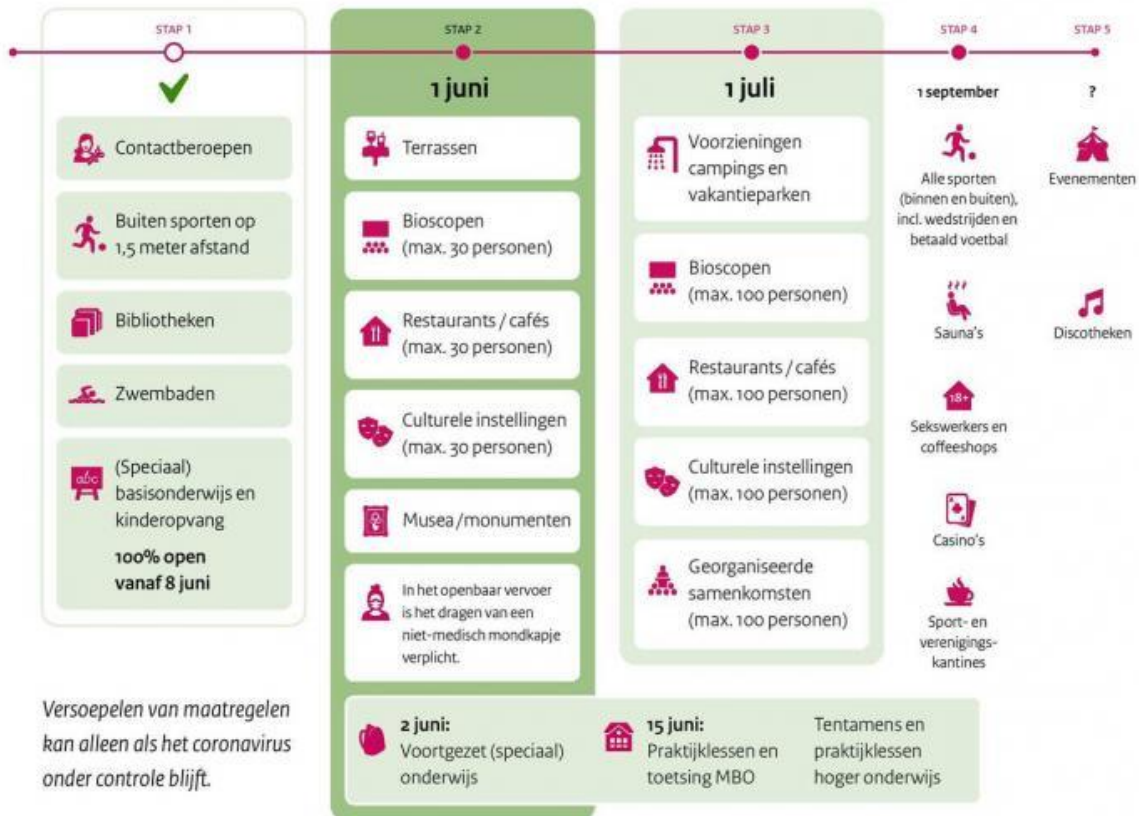 STAP 1
Contactberoepen
Buiten sporten op
1,5 meter afstand
Bibliotheken
Zwembaden
abc
(Speciaal)
basisonderwijs en
kinderopvang
100% open
vanaf 8 juni
STAP 2
1 juni
Terrassen
Bioscopen
(max. 30 personen)
Restaurants / cafés
(max. 30 personen)
Culturele instellingen
(max. 30 personen)
Musea/monumenten
In het openbaar vervoer
is het dragen van een
niet-medisch mondkapje
verplicht.
STAP 3
1 juli
Voorzieningen
campings en
vakantieparken
Bioscopen
(max. 100 personen)
Restaurants / cafés
(max. 100 personen)
Culturele instellingen
(max. 100 personen)
Georganiseerde
samenkomsten
(max. 100 personen)
STAP 4
1 september
Alle sporten
(binnen en buiten),
incl. wedstrijden en
betaald voetbal
Sauna's
18+
Sekswerkers en
coffeeshops
Casino's
Sport- en
verenigings-
kantines
STAP 5
?
Evenementen
Discotheken
Versoepelen van maatregelen
kan alleen als het coronavirus
onder controle blijft.
2 juni:
Voortgezet (speciaal)
onderwijs
15 juni:
Praktijklessen en
toetsing MBO
Tentamens en
praktijklessen
hoger onderwijs